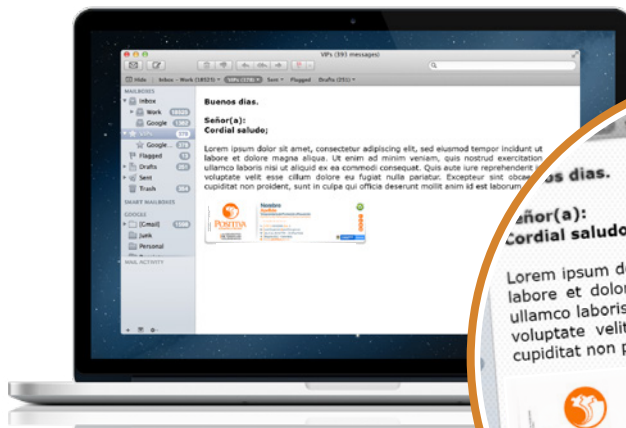 VIPs (393 messages)
Hide
Inbox - Work (18525)
VIPs (378)
Sent
Flagged
Drafts (251)
MAILBOXES
Inbox
Work
Google
VIPs
Google...
Flagged
Drafts
Sent
Trash
SMART MAILBOXES
GOOGLE
[Gmail]
Junk
Personal
MAIL ACTIVITY
Buenos dias.
Señor(a):
Cordial saludo;
Lorem ipsum dolor sit amet, consectetur adipiscing elit, sed eiusmod tempor incidunt ut
labore et dolore magna aliqua. Ut enim ad minim veniam, quis nostrud exercitation
ullamco laboris nisi ut aliquid ex ea commodi consequat. Quis aute iure reprehenderit i
voluptate velit esse cillum dolore eu fugiat nulla pariatur. Excepteur sint obcaec
cupiditat non proident, sunt in culpa qui officia deserunt mollit anim id est laborum
POSITIVA
Nombre
os dias.
eñor(a):
Cordial saludo
Lorem ipsum d
labore et dolor
ullamco laboris
voluptate velit
cupiditat non p